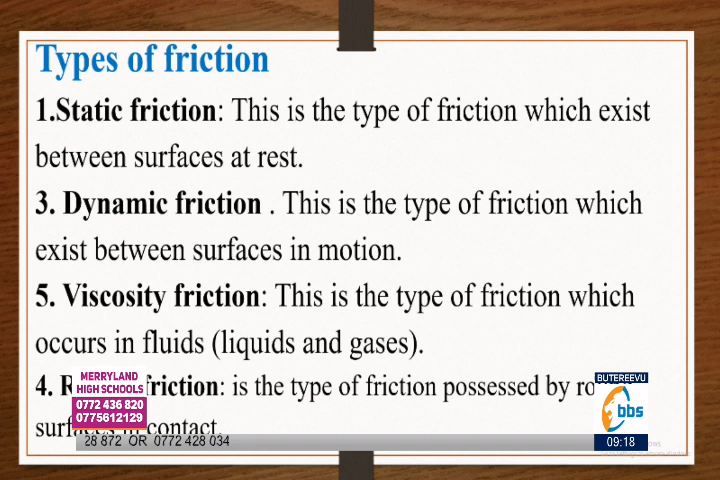 Types of friction
1.Static friction: This is the type of friction which exist
between surfaces at rest.
3. Dynamic friction . This is the type of friction which
exist between surfaces in motion.
5. Viscosity friction: This is the type of friction which
occurs in fluids (liquids and gases).
4. friction: is the type of friction possessed by
contact.
MERRYLAND
HIGH SCHOOLS
0772 436 820
0775612129
28 872 OR 0772 428 034
BUTEREEVU
bbs
09:18